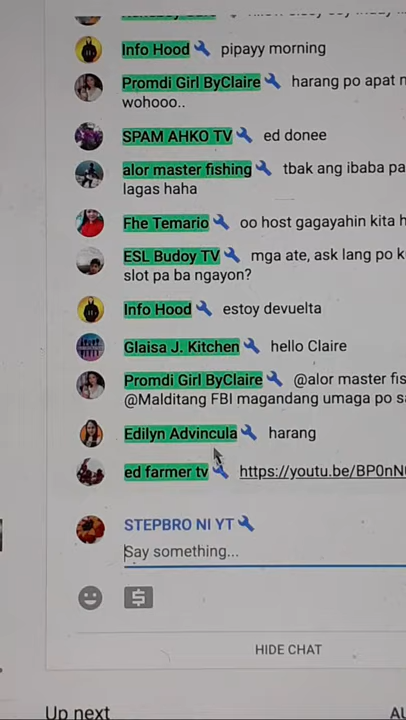 Info Hood pipayy morning
Promdi Girl ByClaire harang po apat
wohooo..
SPAM AHKO TV ed donee
alor master fishing tbak ang ibaba
lagas haha
Fhe Temario oo host gagayahin kita
ESL Budoy TV mga ate, ask lang po
slot pa ba ngayon?
Info Hood estoy devuelta
Glaisa J. Kitchen hello Claire
Promdi Girl ByClaire @alor master
@Malditang FBI magandang umaga po
Edilyn Advincula harang
ed farmer tv https://youtu.be/BP0nN
STEPBRO NI YT
Say something...
HIDE CHAT
Up next